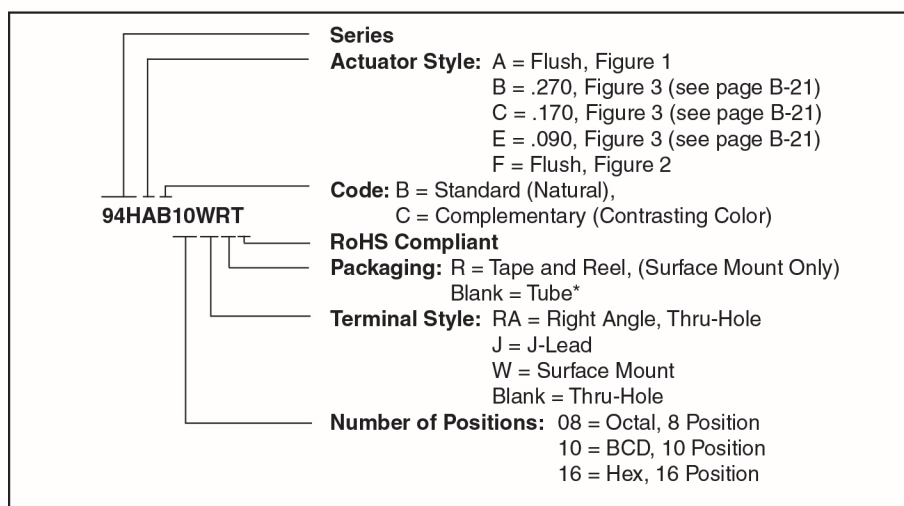 Series
Actuator Style: A = Flush, Figure 1
B = .270, Figure 3 (see page B-21)
C = .170, Figure 3 (see page B-21)
E = .090, Figure 3 (see page B-21)
F = Flush, Figure 2
Code: B = Standard (Natural),
C = Complementary (Contrasting Color)
94HAB10WRT
RoHS Compliant
Packaging: R = Tape and Reel, (Surface Mount Only)
Blank = Tube*
Terminal Style: RA = Right Angle, Thru-Hole
J = J-Lead
W = Surface Mount
Blank = Thru-Hole
Number of Positions: 08 = Octal, 8 Position
10 = BCD, 10 Position
16 = Hex, 16 Position